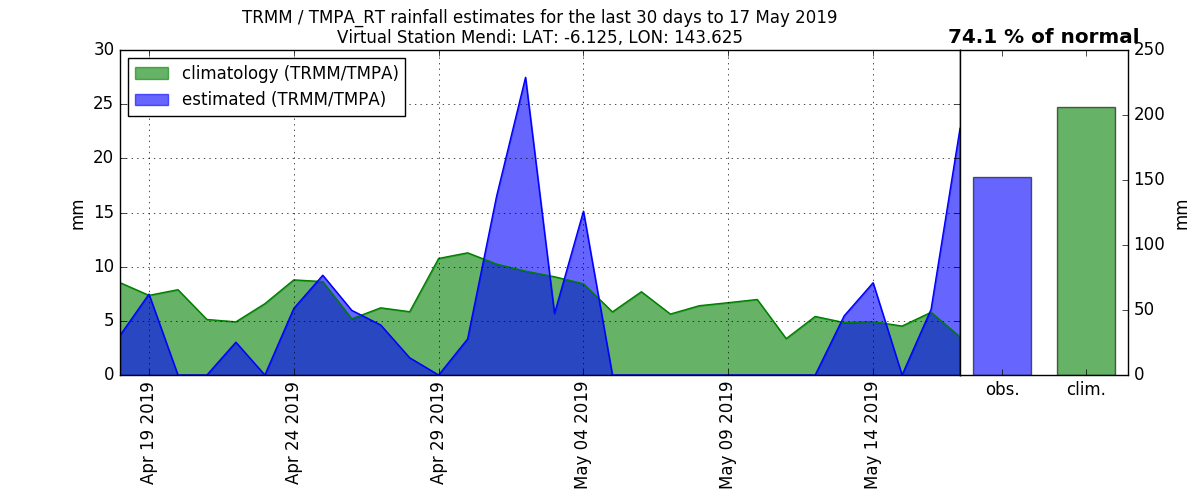 TRMM / TMPA_RT rainfall estimates for the last 30 days to 17 May 2019
Virtual Station Mendi: LAT: -6.125, LON: 143.625
74.1 % of normal
climatology (TRMM/TMPA)
estimated (TRMM/TMPA)
30
25
20
15
10
5
0
mm
Apr 19 2019
Apr 24 2019
Apr 29 2019
May 04 2019
May 09 2019
May 14 2019
obs.
clim.
250
200
150
100
50
0
mm